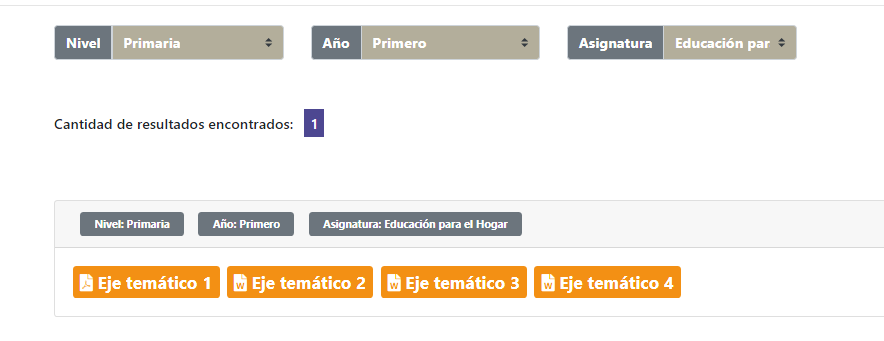 Nivel Primaria Año Primero Asignatura Educación par
Cantidad de resultados encontrados: 1
Nivel: Primaria Año: Primero Asignatura: Educación para el Hogar
Eje temático 1 Eje temático 2 Eje temático 3 Eje temático 4